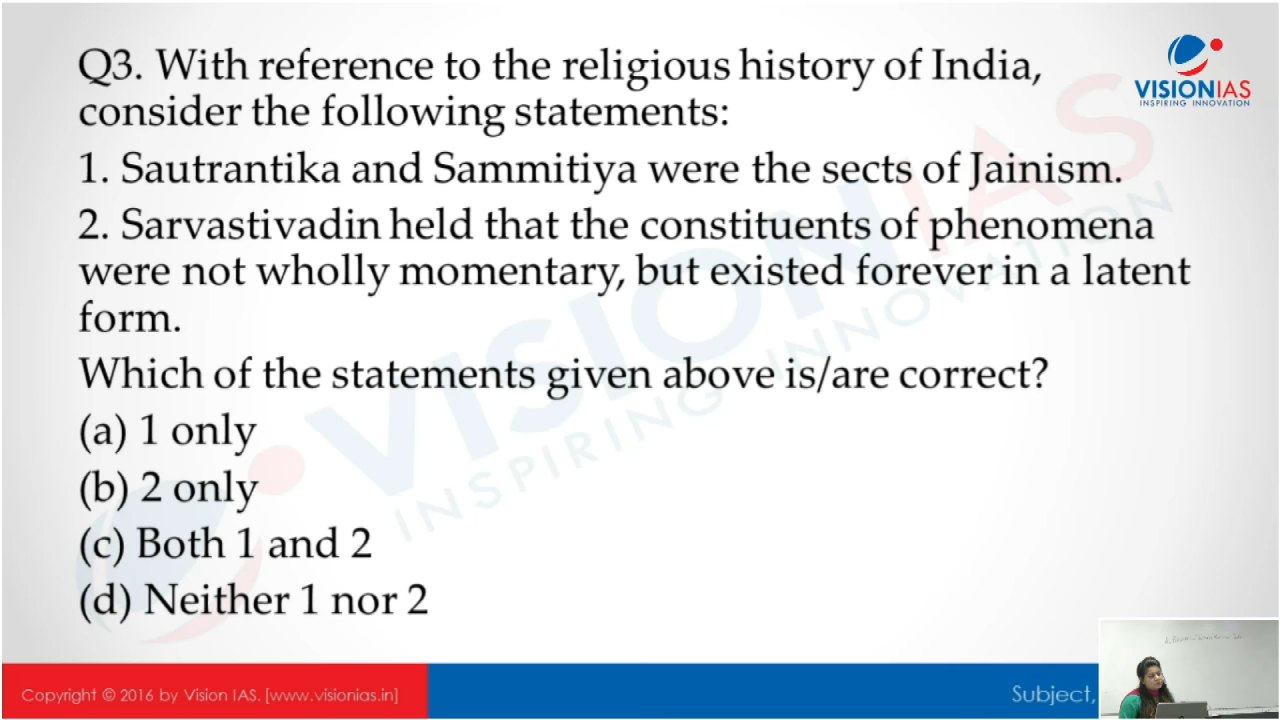 Q3. With reference to the religious history of India,
consider the following statements:
1. Sautrantika and Sammitiya were the sects of Jainism.
2. Sarvastivadin held that the constituents of phenomena
were not wholly momentary, but existed forever in a latent
form.
Which of the statements given above is/are correct?
(a) 1 only
(b) 2 only
(c) Both 1 and 2
(d) Neither 1 nor 2
VISIONIAS
INSPIRING INNOVATION
VISIONIAS
INSPIRING INNOVATION
Copyright © 2016 by Vision IAS. [www.visionias.in]
Subject,